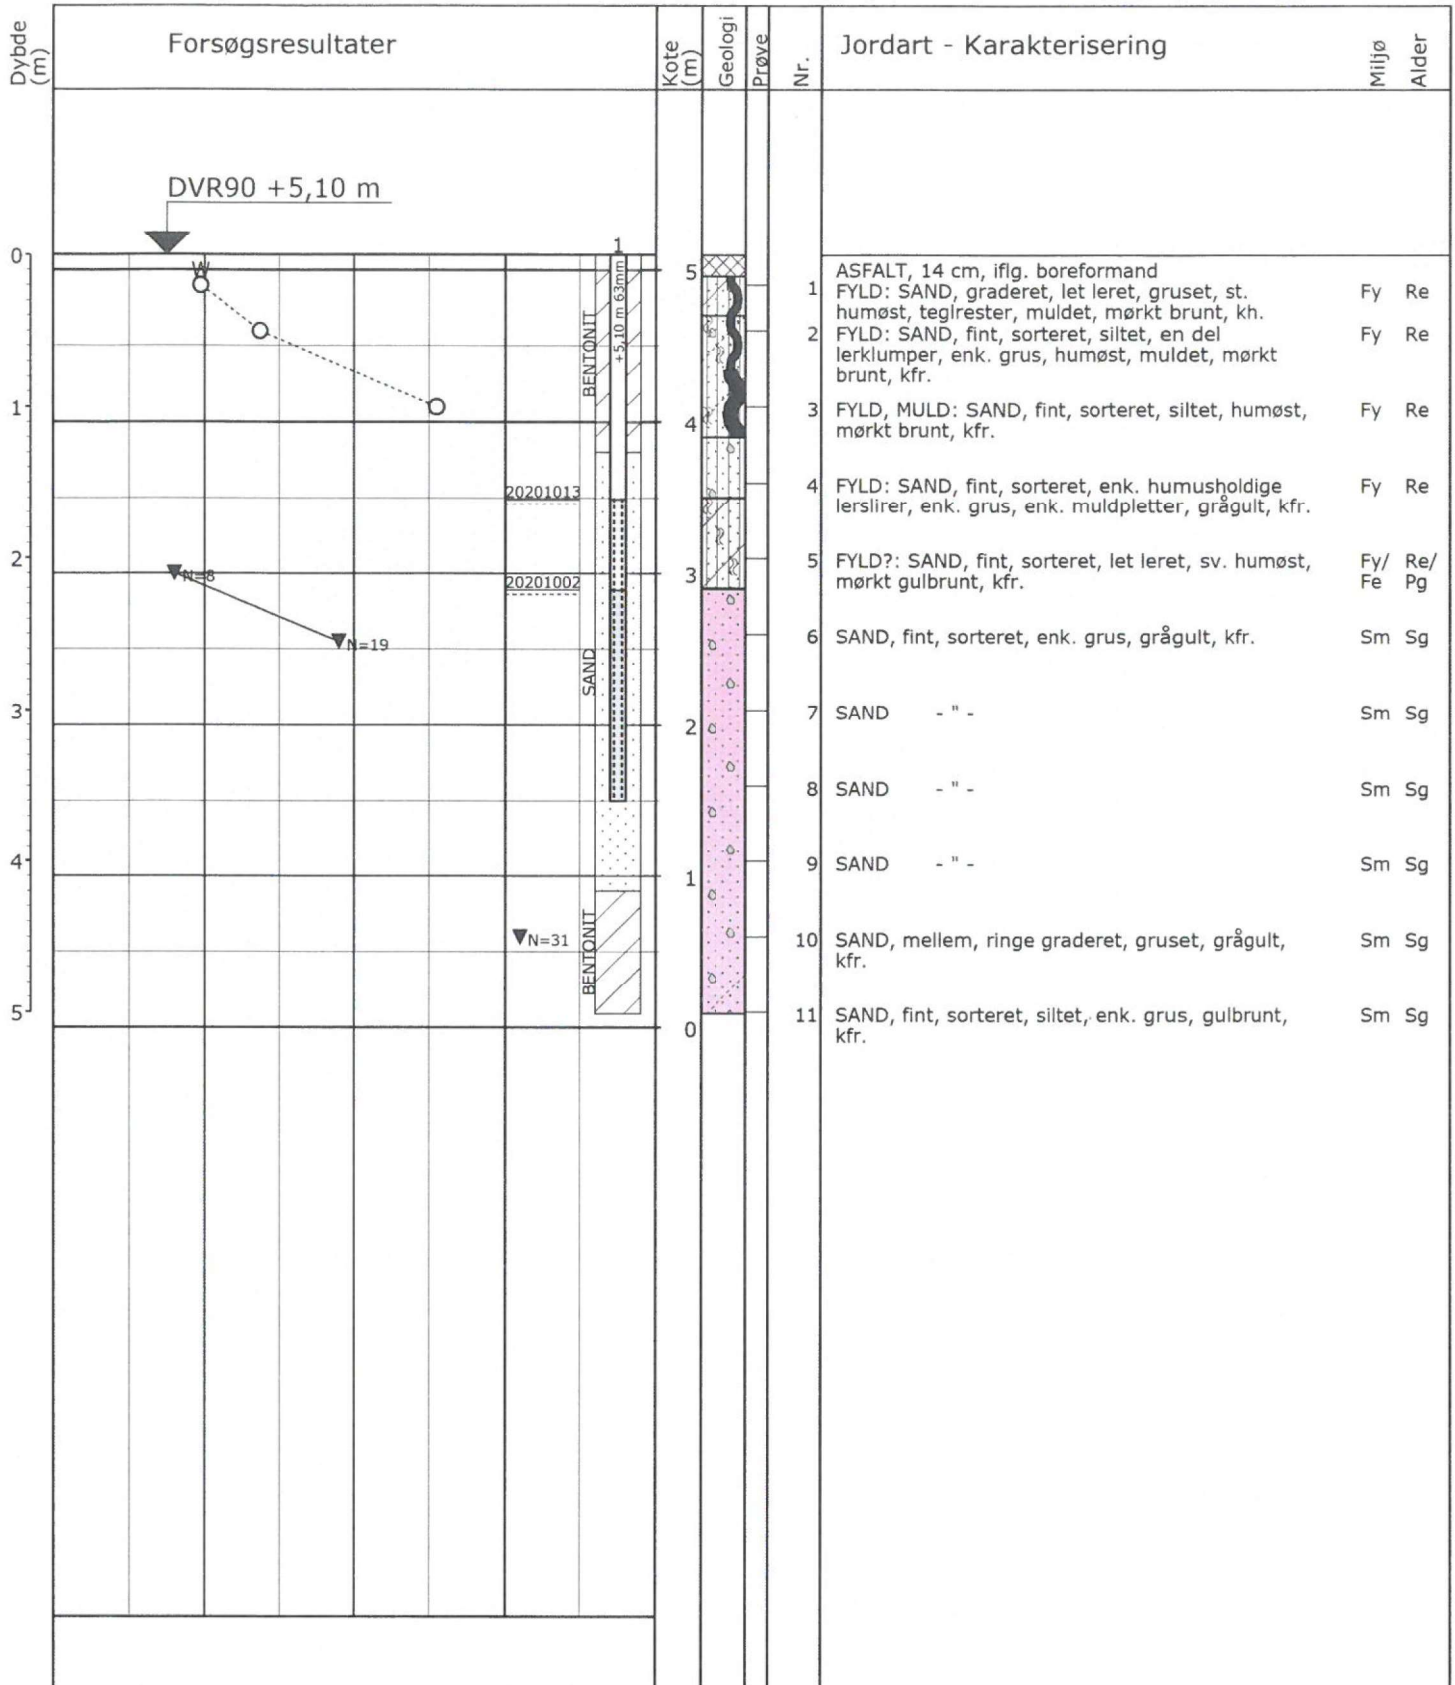 Dybde (m)
Forsøgsresultater
Kote (m)
Geologi
Prøve
Nr.
Jordart - Karakterisering
Miljø
Alder
DVR90 +5,10 m
0
1
2
3
4
5
W
1
+5,10 m 63mm
BENTONIT
SAND
BENTONIT
20201013
20201002
N=8
N=19
N=31
5
4
3
2
1
0
ASFALT, 14 cm, iflg. boreformand
1 FYLD: SAND, graderet, let leret, gruset, st. Fy Re
humøst, teglrester, muldet, mørkt brunt, kh.
2 FYLD: SAND, fint, sorteret, siltet, en del Fy Re
lerklumper, enk. grus, humøst, muldet, mørkt
brunt, kfr.
3 FYLD, MULD: SAND, fint, sorteret, siltet, humøst, Fy Re
mørkt brunt, kfr.
4 FYLD: SAND, fint, sorteret, enk. humusholdige Fy Re
lerslirer, enk. grus, enk. muldpletter, grågult, kfr.
5 FYLD?: SAND, fint, sorteret, let leret, sv. humøst, Fy/ Re/
mørkt gulbrunt, kfr. Fe Pg
6 SAND, fint, sorteret, enk. grus, grågult, kfr. Sm Sg
7 SAND - " - Sm Sg
8 SAND - " - Sm Sg
9 SAND - " - Sm Sg
10 SAND, mellem, ringe graderet, gruset, grågult, Sm Sg
kfr.
11 SAND, fint, sorteret, siltet, enk. grus, gulbrunt, Sm Sg
kfr.